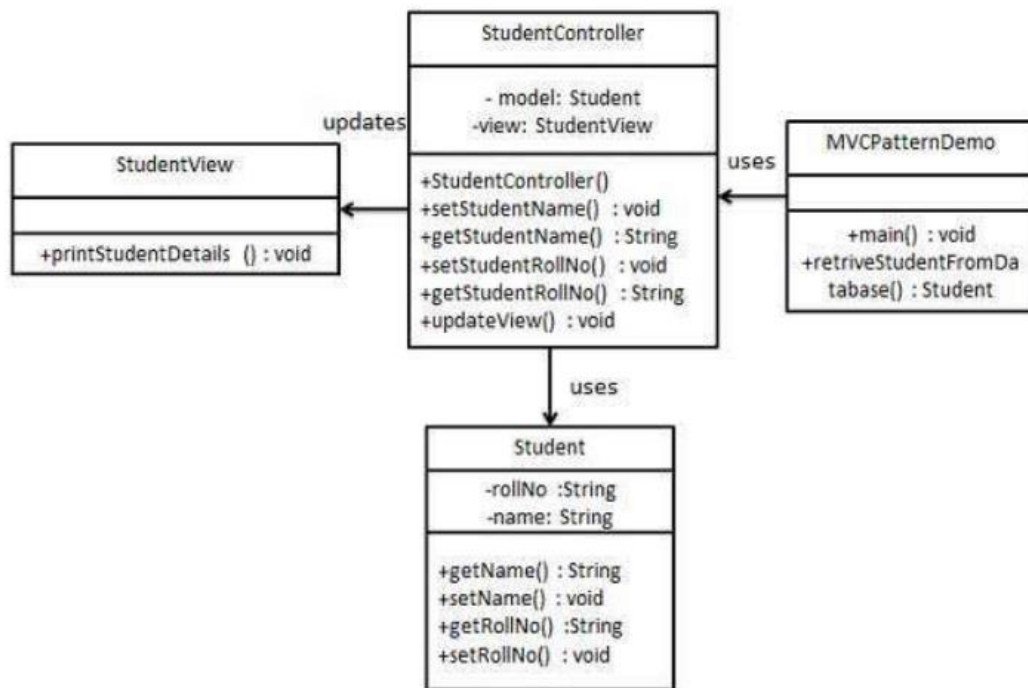 StudentController
- model: Student
-view: StudentView
+StudentController()
+setStudentName() : void
+getStudentName() : String
+setStudentRollNo() : void
+getStudentRollNo() : String
+updateView() : void
updates
StudentView
+printStudentDetails () : void
uses
MVCPatternDemo
+main() : void
+retriveStudentFromDa
tabase() : Student
uses
Student
-rollNo :String
-name: String
+getName() : String
+setName() : void
+getRollNo() :String
+setRollNo() : void